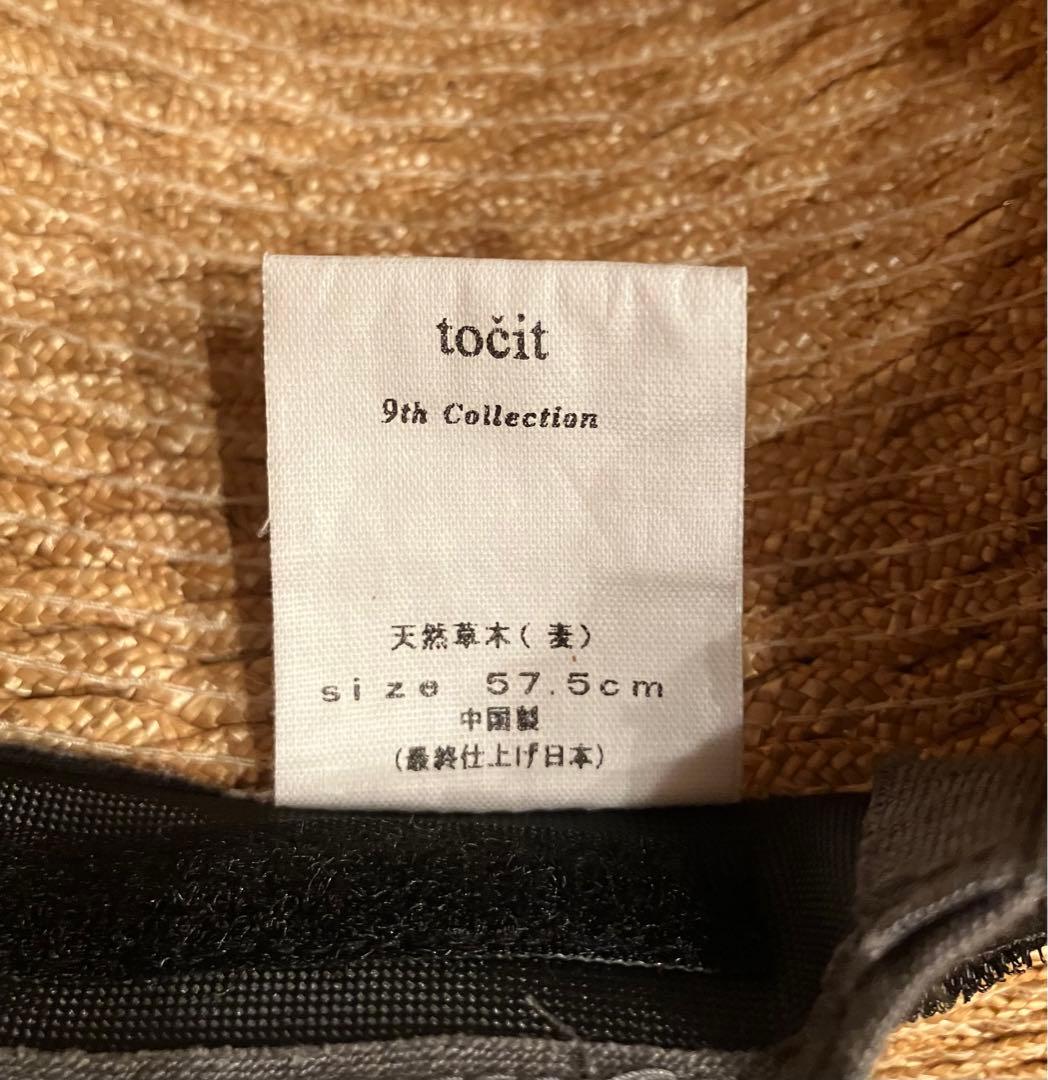 točit
9th Collection
天然草木(麦)
size 57.5cm
中国製
(最終仕上げ日本)